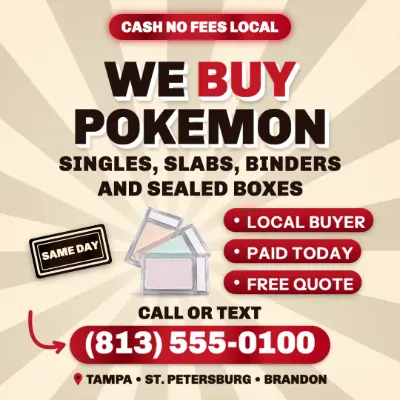 CASH NO FEES LOCAL
WE BUY
POKEMON
SINGLES, SLABS, BINDERS
AND SEALED BOXES
• LOCAL BUYER
SAME DAY
• PAID TODAY
• FREE QUOTE
CALL OR TEXT
(813) 555-0100
TAMPA • ST. PETERSBURG • BRANDON